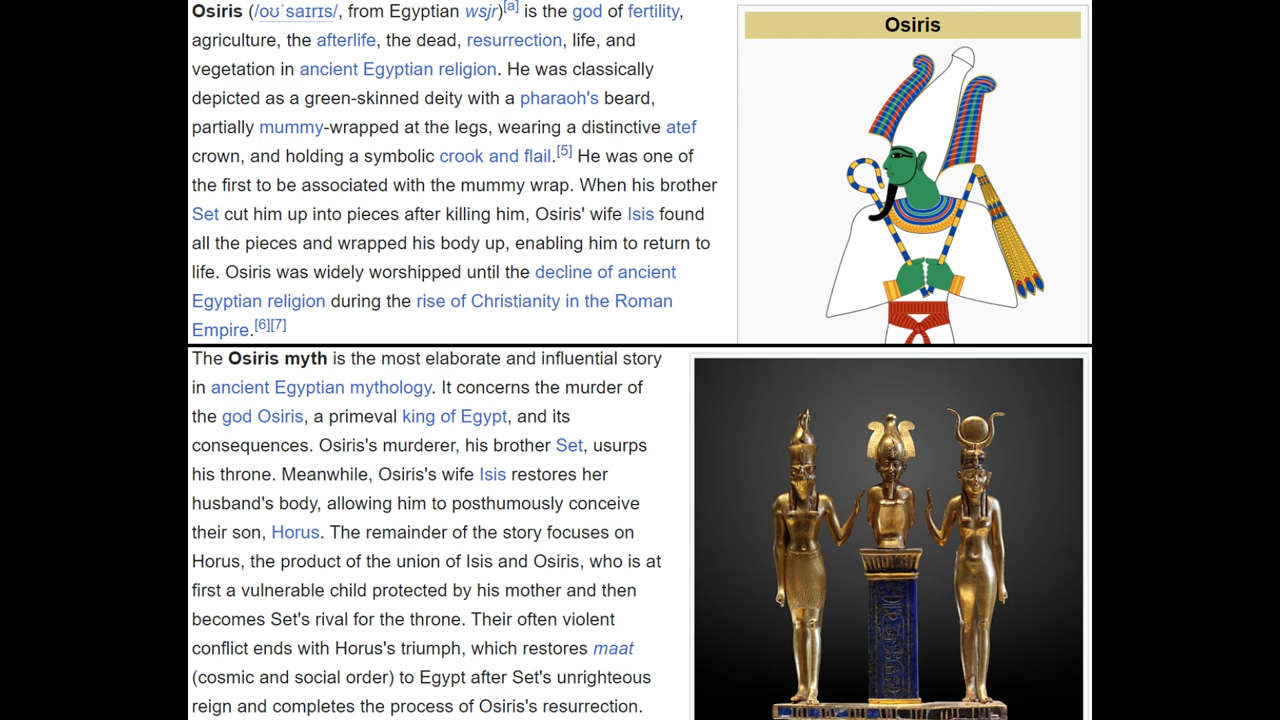 Osiris (/oʊˈsaɪrɪs/, from Egyptian wsjr)[a] is the god of fertility,
agriculture, the afterlife, the dead, resurrection, life, and
vegetation in ancient Egyptian religion. He was classically
depicted as a green-skinned deity with a pharaoh's beard,
partially mummy-wrapped at the legs, wearing a distinctive atef
crown, and holding a symbolic crook and flail.[5] He was one of
the first to be associated with the mummy wrap. When his brother
Set cut him up into pieces after killing him, Osiris' wife Isis found
all the pieces and wrapped his body up, enabling him to return to
life. Osiris was widely worshipped until the decline of ancient
Egyptian religion during the rise of Christianity in the Roman
Empire.[6][7]
Osiris
The Osiris myth is the most elaborate and influential story
in ancient Egyptian mythology. It concerns the murder of
the god Osiris, a primeval king of Egypt, and its
consequences. Osiris's murderer, his brother Set, usurps
his throne. Meanwhile, Osiris's wife Isis restores her
husband's body, allowing him to posthumously conceive
their son, Horus. The remainder of the story focuses on
Horus, the product of the union of Isis and Osiris, who is at
first a vulnerable child protected by his mother and then
becomes Set's rival for the throne. Their often violent
conflict ends with Horus's triumph, which restores maat
(cosmic and social order) to Egypt after Set's unrighteous
reign and completes the process of Osiris's resurrection.